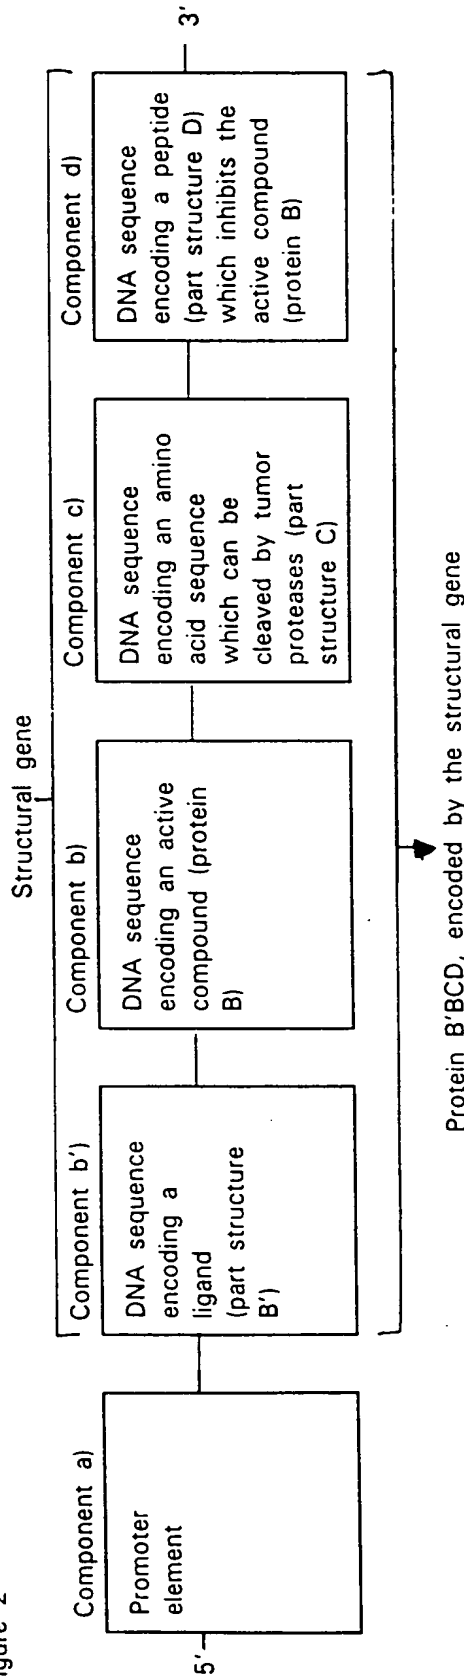 Figure 2
Structural gene
Component a)
Component b')
Component b)
Component c)
Component d)
5'
Promoter
element
DNA sequence
encoding a
ligand
(part structure
B')
DNA sequence
encoding an active
compound (protein
B)
DNA sequence
encoding an amino
acid sequence
which can be
cleaved by tumor
proteases (part
structure C)
DNA sequence
encoding a peptide
(part structure D)
which inhibits the
active compound
(protein B)
3'
Protein B'BCD, encoded by the structural gene